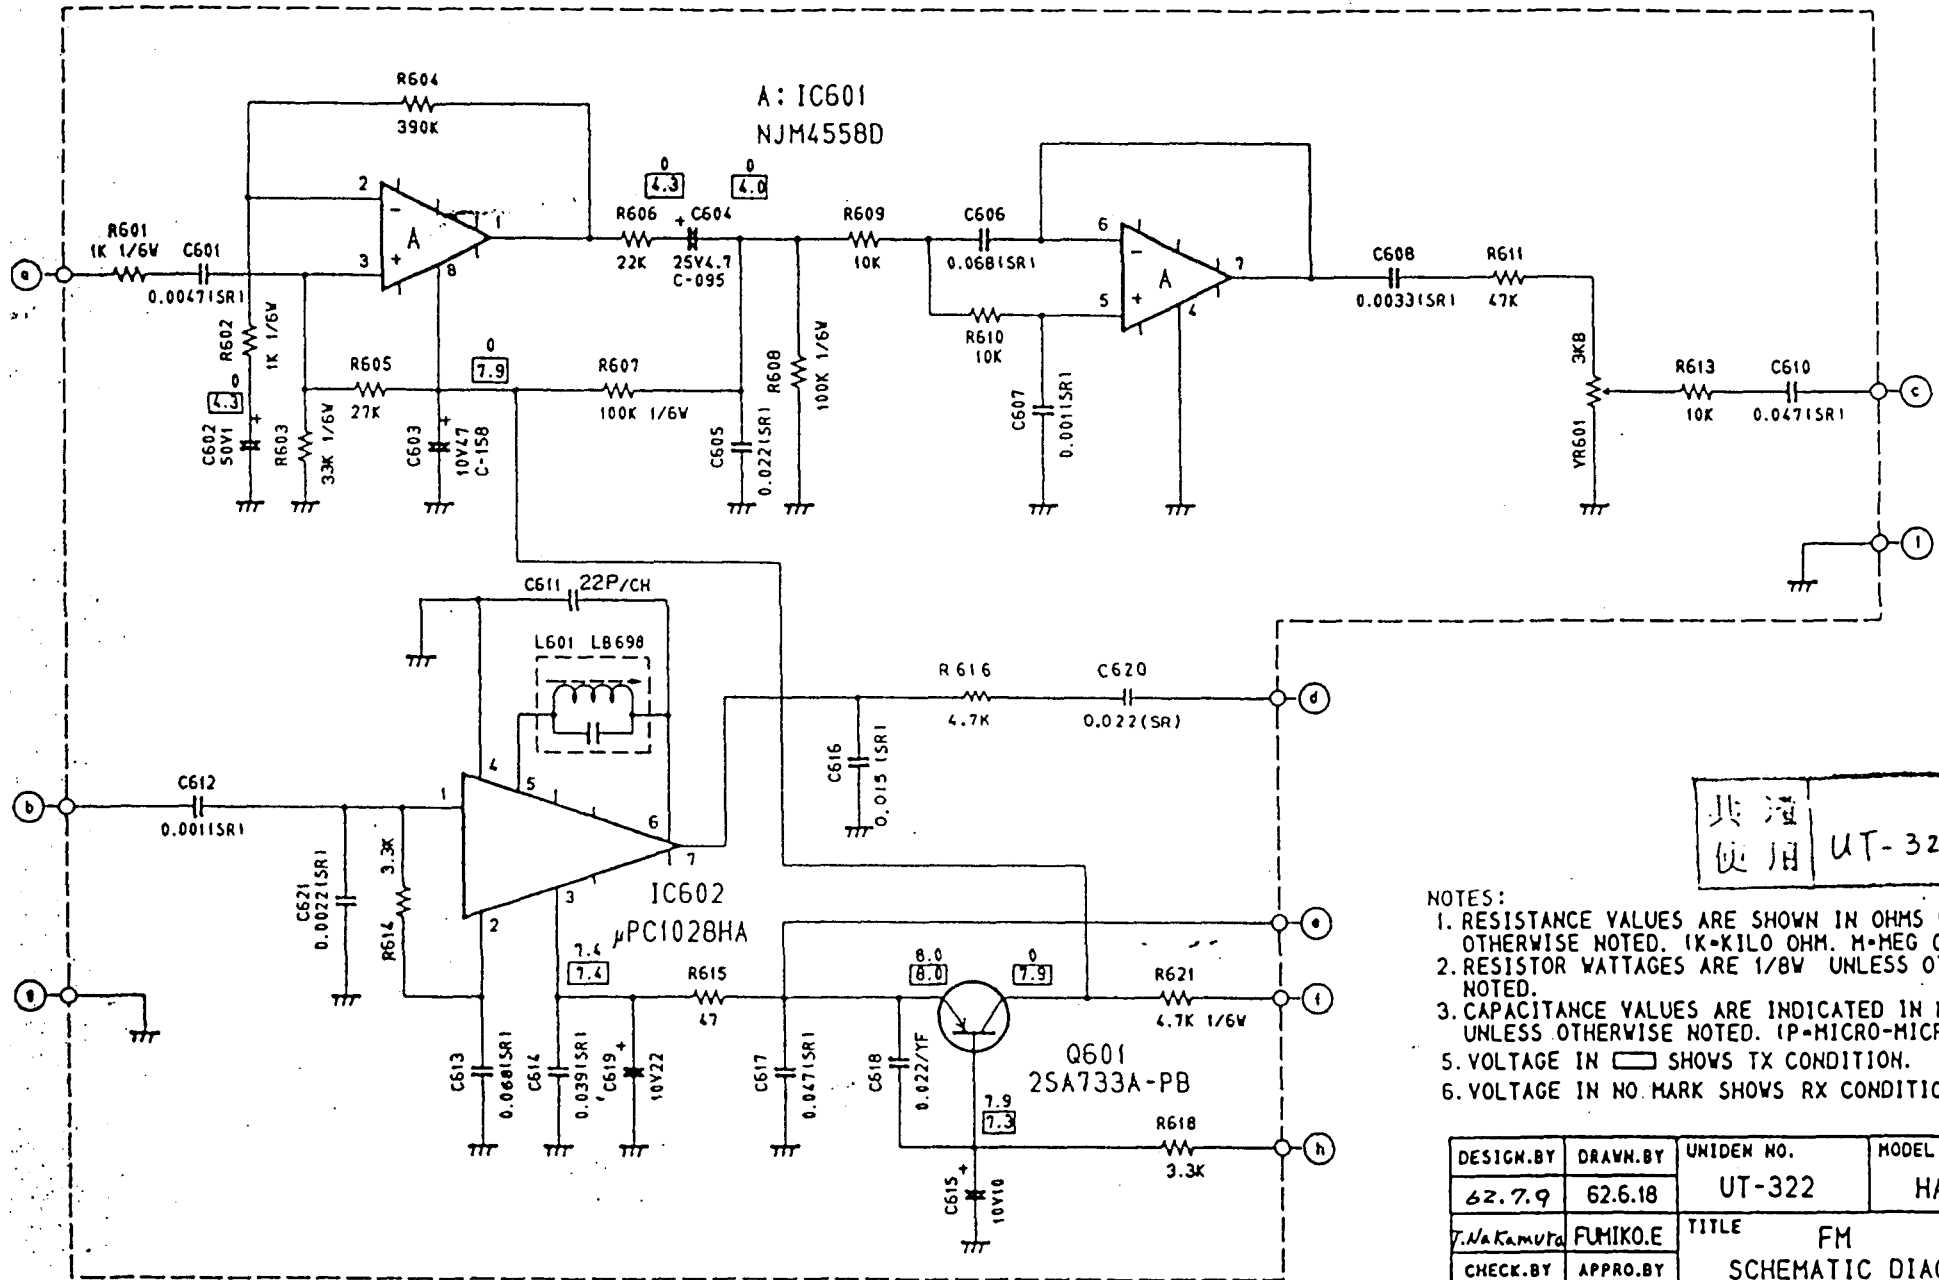 R604
390K
A: IC601
NJM4558D
0
4.3
0
4.0
R601
1K 1/6W
C601
0.0047(SR)
2
3
A
1
8
R606
22K
C604
25V4.7
C-095
R609
10K
C606
0.068(SR)
6
5
A
7
4
C608
0.0033(SR)
R611
47K
a
R602
1K 1/6W
0
4.3
C602
50V1
R603
33K 1/6W
R605
27K
0
7.9
C603
10V47
C-158
R607
100K 1/6W
C605
0.022(SR)
R608
100K 1/6W
R610
10K
C607
0.001(SR)
3KB
VR601
R613
10K
C610
0.047(SR)
c
i
C611 22P/CH
L601 LB698
R616
4.7K
C620
0.022(SR)
d
C616
0.015(SR)
b
C612
0.001(SR)
C621
0.0022(SR)
R614
3.3K
1
4
5
6
7
2
3
IC602
μPC1028HA
7.4
7.4
R615
47
C613
0.068(SR)
C614
0.039(SR)
C619
10V22
C617
0.047(SR)
C618
0.022/YF
8.0
8.0
0
7.9
Q601
2SA733A-PB
7.9
7.3
R621
4.7K 1/6W
R618
3.3K
C615
10V10
e
f
g
h
共通
使用
UT-32
NOTES:
1. RESISTANCE VALUES ARE SHOWN IN OHMS
OTHERWISE NOTED. (K=KILO OHM. M=MEG
2. RESISTOR WATTAGES ARE 1/8W UNLESS
NOTED.
3. CAPACITANCE VALUES ARE INDICATED IN
UNLESS OTHERWISE NOTED. (P=MICRO-MICR
5. VOLTAGE IN SHOWS TX CONDITION.
6. VOLTAGE IN NO MARK SHOWS RX CONDITIO
DESIGN.BY DRAWN.BY UNIDEN NO. MODEL
62.7.9 62.6.18 UT-322 HA
T.Nakamura FUMIKO.E TITLE FM
CHECK.BY APPRO.BY SCHEMATIC DIAG